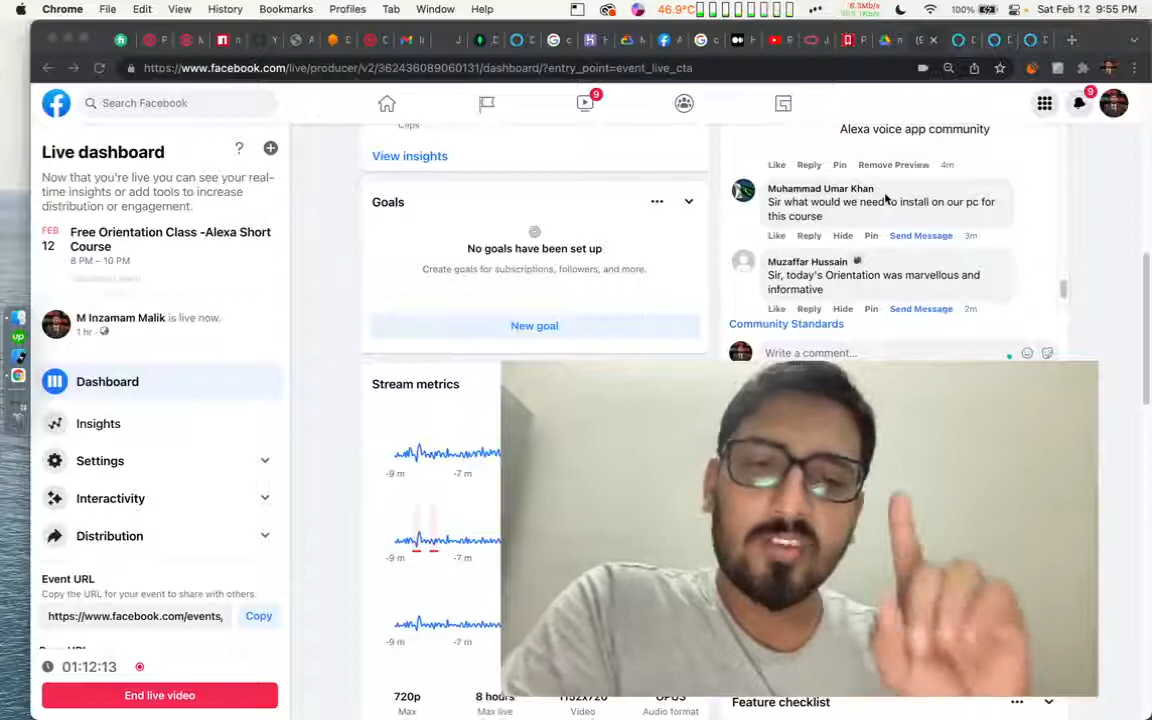 Chrome File Edit View History Bookmarks Profiles Tab Window Help
46.9°C
6.3Mb/s
100%
Sat Feb 12 9:55 PM
https://www.facebook.com/live/producer/v2/362436089060131/dashboard/?entry_point=event_live_cta
Search Facebook
9
9
Live dashboard
Now that you're live you can see your real-
time insights or add tools to increase
distribution or engagement.
FEB
12
Free Orientation Class -Alexa Short
Course
8 PM – 10 PM
M Inzamam Malik is live now.
1 hr
Dashboard
Insights
Settings
Interactivity
Distribution
Event URL
Copy the URL for your event to share with others.
https://www.facebook.com/events,
Copy
01:12:13
End live video
Clips
View insights
Goals
No goals have been set up
Create goals for subscriptions, followers, and more.
New goal
Stream metrics
-9 m -7 m
-9 m -7 m
-9 m -7 m
720p 8 hours 1152x720 OPUS
Max Max live Video Audio format
Alexa voice app community
Like Reply Pin Remove Preview 4m
Muhammad Umar Khan
Sir what would we need to install on our pc for
this course
Like Reply Hide Pin Send Message 3m
Muzaffar Hussain
Sir, today's Orientation was marvellous and
informative
Like Reply Hide Pin Send Message 2m
Community Standards
Write a comment...
Feature checklist